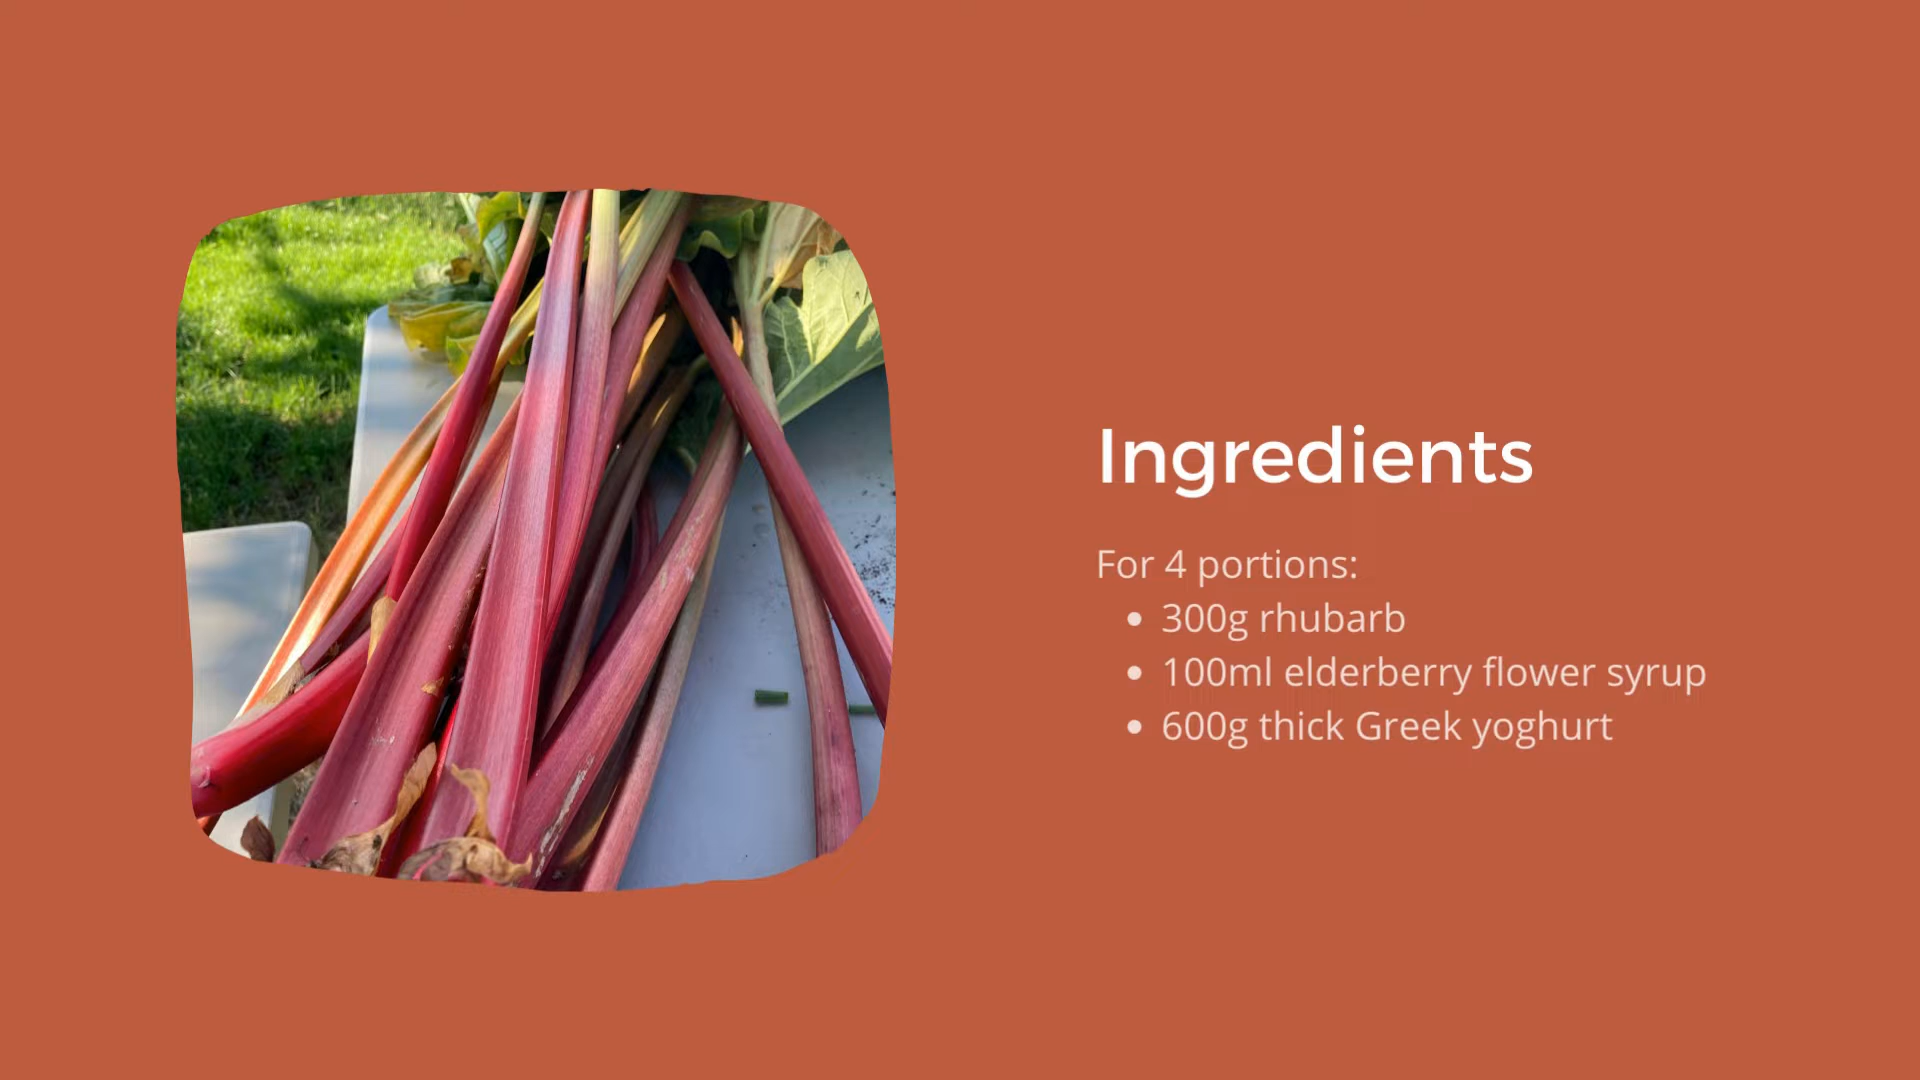 Ingredients
For 4 portions:
• 300g rhubarb
• 100ml elderberry flower syrup
• 600g thick Greek yoghurt